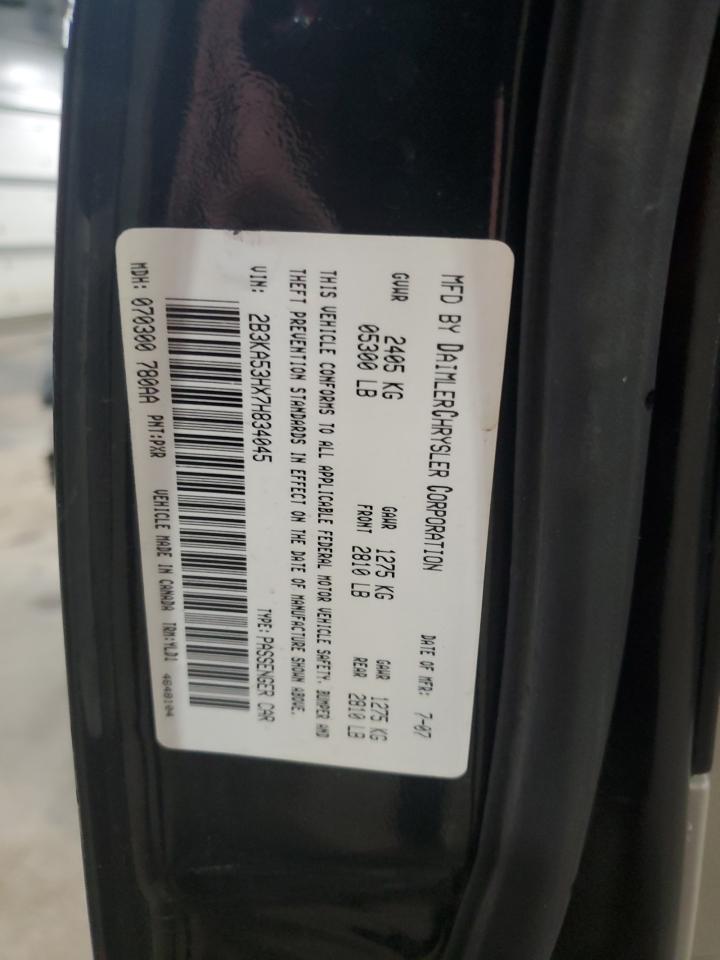 MFD BY DAIMLERCHRYSLER CORPORATION DATE OF MFR: 7-07
GVWR 2405 KG GAWR 1275 KG GAWR 1275 KG
05300 LB FRONT 2810 LB REAR 2810 LB
THIS VEHICLE CONFORMS TO ALL APPLICABLE FEDERAL MOTOR VEHICLE SAFETY, BUMPER AND
THEFT PREVENTION STANDARDS IN EFFECT ON THE DATE OF MANUFACTURE SHOWN ABOVE.
VIN: 2B3KA53HX7H834045 TYPE: PASSENGER CAR
MDH: 070300 780AA PNT:PXR VEHICLE MADE IN CANADA TRM:YLD1 4648104